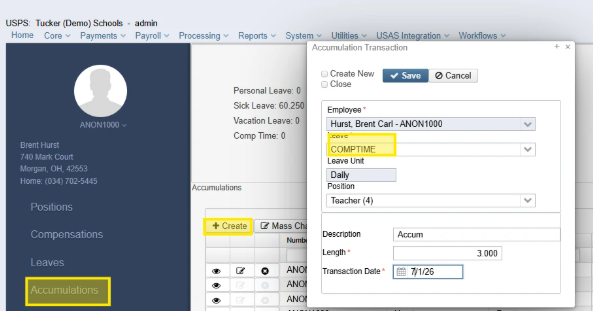 USPS: Tucker (Demo) Schools - admin
Home Core Payments Payroll Processing Reports System Utilities USAS Integration Workflows
ANON1000
Brent Hurst
740 Mark Court
Morgan, OH, 42553
Home: (034) 702-5445
Positions
Compensations
Leaves
Accumulations
Personal Leave: 0
Sick Leave: 60.250
Vacation Leave: 0
Comp Time: 0
Accumulations
+ Create Mass Cha
Numbe
ANON
ANON
ANON
Accumulation Transaction
Create New
Close
Save Cancel
Employee *
Hurst, Brent Carl - ANON1000
Leave *
COMPTIME
Leave Unit
Daily
Position
Teacher (4)
Description Accum
Length * 3.000
Transaction Date * 7/1/26